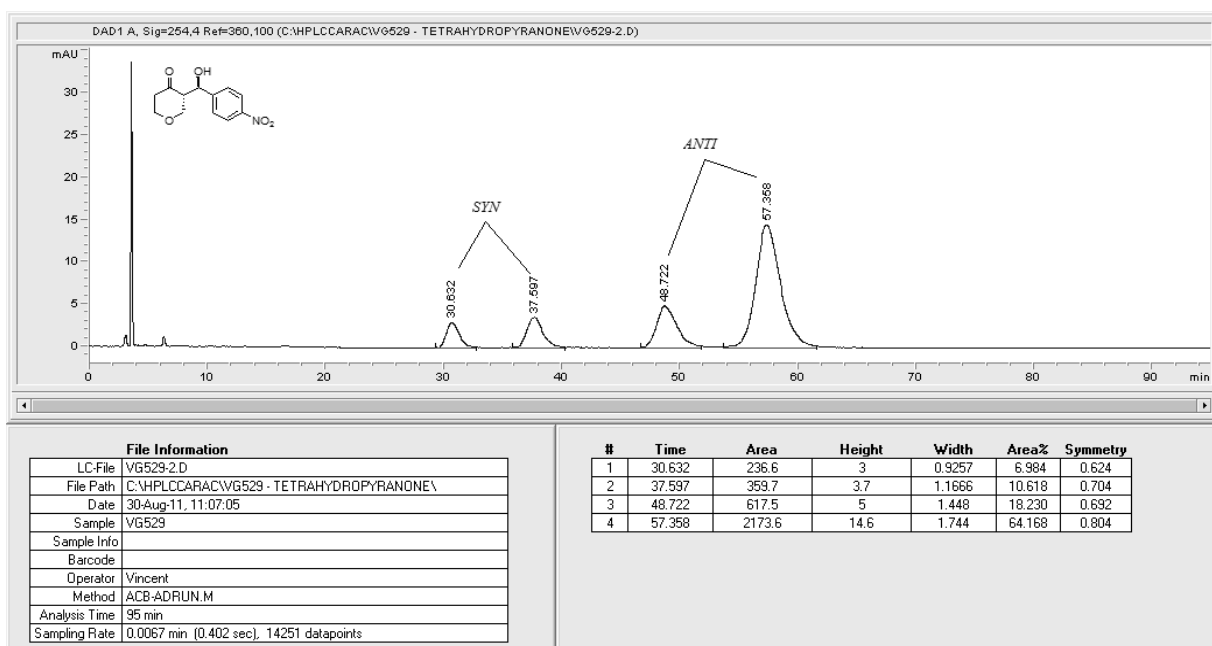 DAD1 A, Sig=254,4 Ref=360,100 (C:\HPLCCARAC\VG529 - TETRAHYDROPYRANONE\VG529-2.D)
mAU
30
25
20
15
10
5
0
O
OH
O
NO2
SYN
ANTI
30.632
37.597
48.722
57.358
0 10 20 30 40 50 60 70 80 90 min
File Information
LC-File VG529-2.D
File Path C:\HPLCCARAC\VG529 - TETRAHYDROPYRANONE\
Date 30-Aug-11, 11:07:05
Sample VG529
Sample Info
Barcode
Operator Vincent
Method ACB-ADRUN.M
Analysis Time 95 min
Sampling Rate 0.0067 min (0.402 sec), 14251 datapoints
# Time Area Height Width Area% Symmetry
1 30.632 236.6 3 0.9257 6.984 0.624
2 37.597 359.7 3.7 1.1666 10.618 0.704
3 48.722 617.5 5 1.448 18.230 0.692
4 57.358 2173.6 14.6 1.744 64.168 0.804